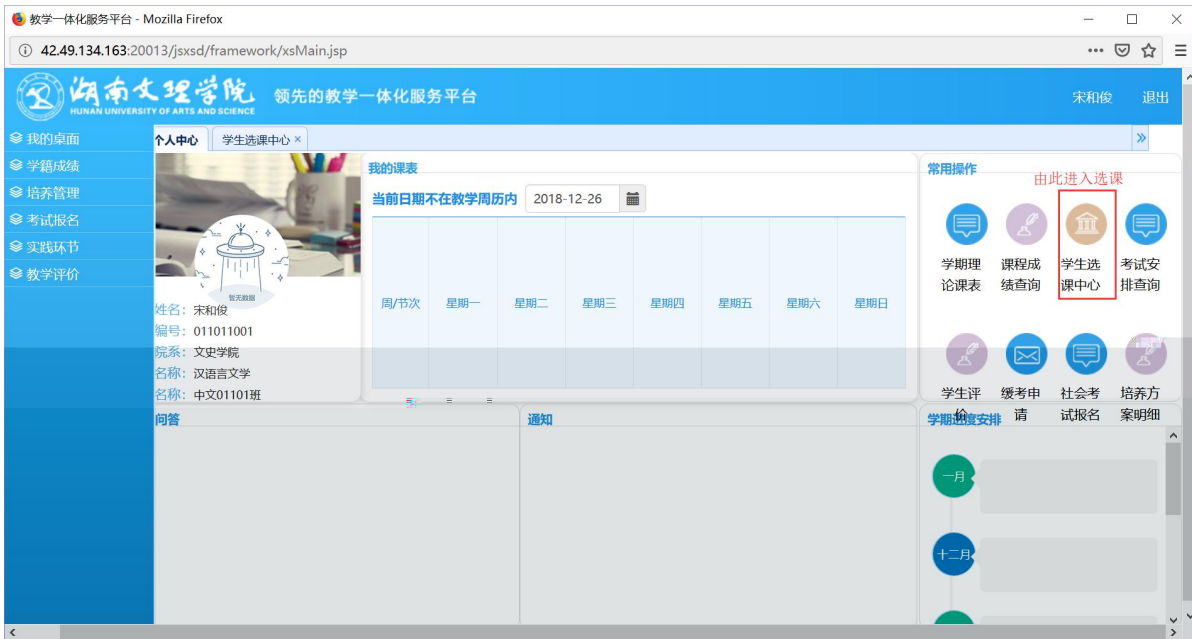 教学一体化服务平台 - Mozilla Firefox
42.49.134.163:20013/jsxsd/framework/xsMain.jsp
湖南文理学院
HUNAN UNIVERSITY OF ARTS AND SCIENCE
领先的教学一体化服务平台
宋和俊 退出
我的桌面
学籍成绩
培养管理
考试报名
实践环节
教学评价
个人中心 学生选课中心 ×
暂无数据
姓名：宋和俊
编号：011011001
院系：文史学院
名称：汉语言文学
名称：中文01101班
我的课表
当前日期不在教学周历内 2018-12-26
周/节次 星期一 星期二 星期三 星期四 星期五 星期六 星期日
常用操作
由此进入选课
学期理论课表
课程成绩查询
学生选课中心
考试安排查询
学生评价
缓考申请
社会考试报名
培养方案明细
问答
通知
学期进度安排
一月
十二月